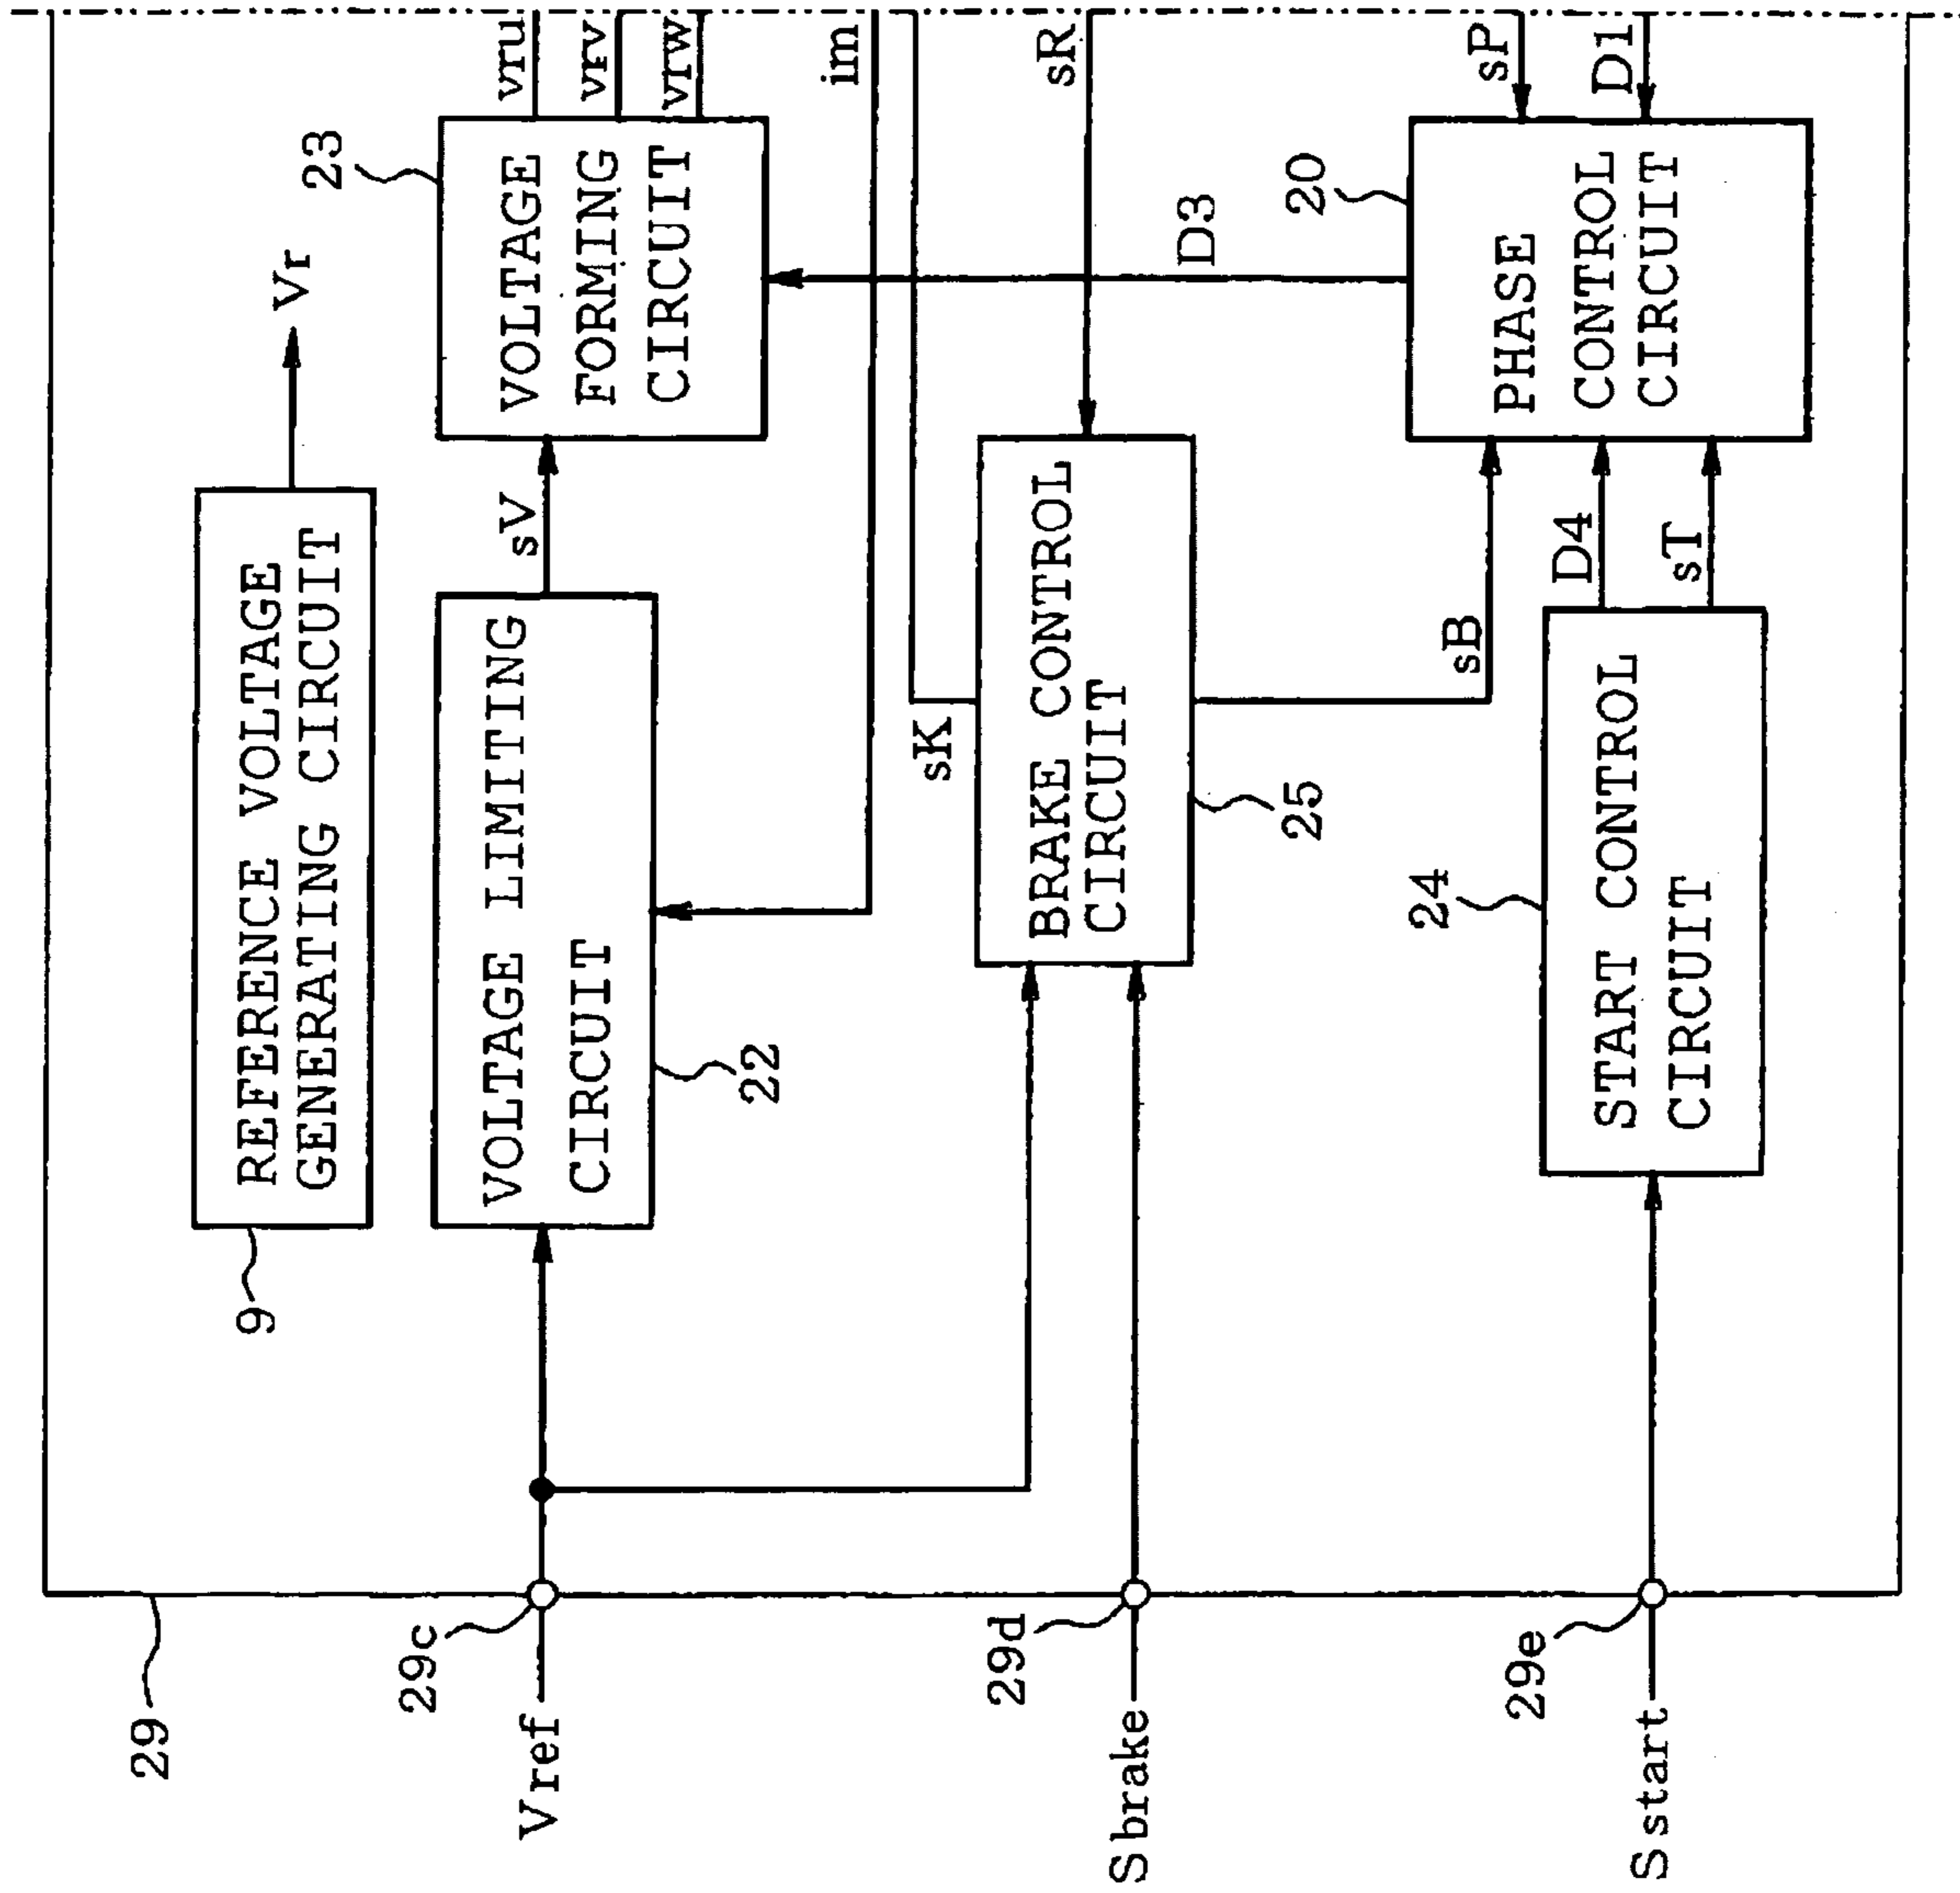 29
9
REFERENCE VOLTAGE
GENERATING CIRCUIT
Vr
23
Vref
29c
VOLTAGE LIMITING
CIRCUIT
22
sV
VOLTAGE
FORMING
CIRCUIT
vru
vrv
vrw
im
sK
sR
Sbrake
29d
BRAKE CONTROL
CIRCUIT
25
D3
sB
20
Sstart
29e
24
START CONTROL
CIRCUIT
D4
sT
PHASE
CONTROL
CIRCUIT
sP
D1